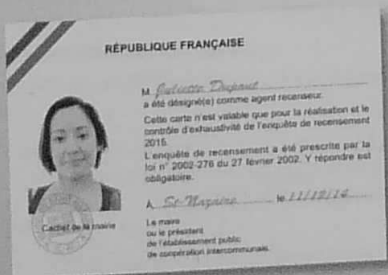 RÉPUBLIQUE FRANÇAISE
M Juliette Dupont
a été désigné(e) comme agent recenseur.
Cette carte n'est valable que pour la réalisation et le
contrôle d'exhaustivité de l'enquête de recensement
2015.
L'enquête de recensement a été prescrite par la
loi n° 2002-276 du 27 février 2002. Y répondre est
obligatoire.
À St-Nazaire le 11/12/14
Cachet de la mairie
Le maire
ou le président
de l'établissement public
de coopération intercommunale.